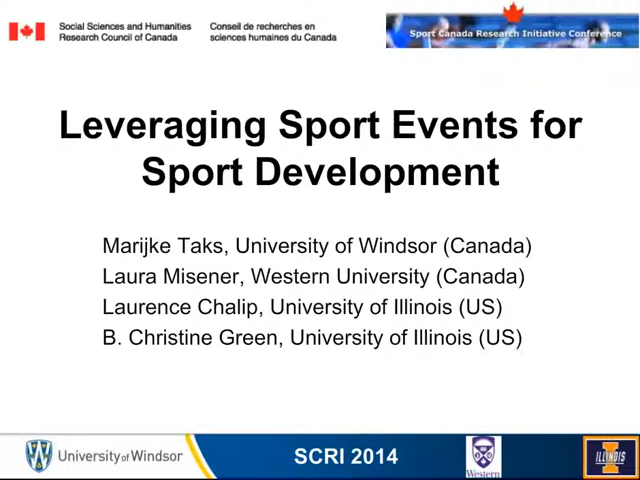 Social Sciences and Humanities
Research Council of Canada
Conseil de recherches en
sciences humaines du Canada
Sport Canada Research Initiative Conference
Leveraging Sport Events for
Sport Development
Marijke Taks, University of Windsor (Canada)
Laura Misener, Western University (Canada)
Laurence Chalip, University of Illinois (US)
B. Christine Green, University of Illinois (US)
University of Windsor
SCRI 2014
Western
ILLINOIS